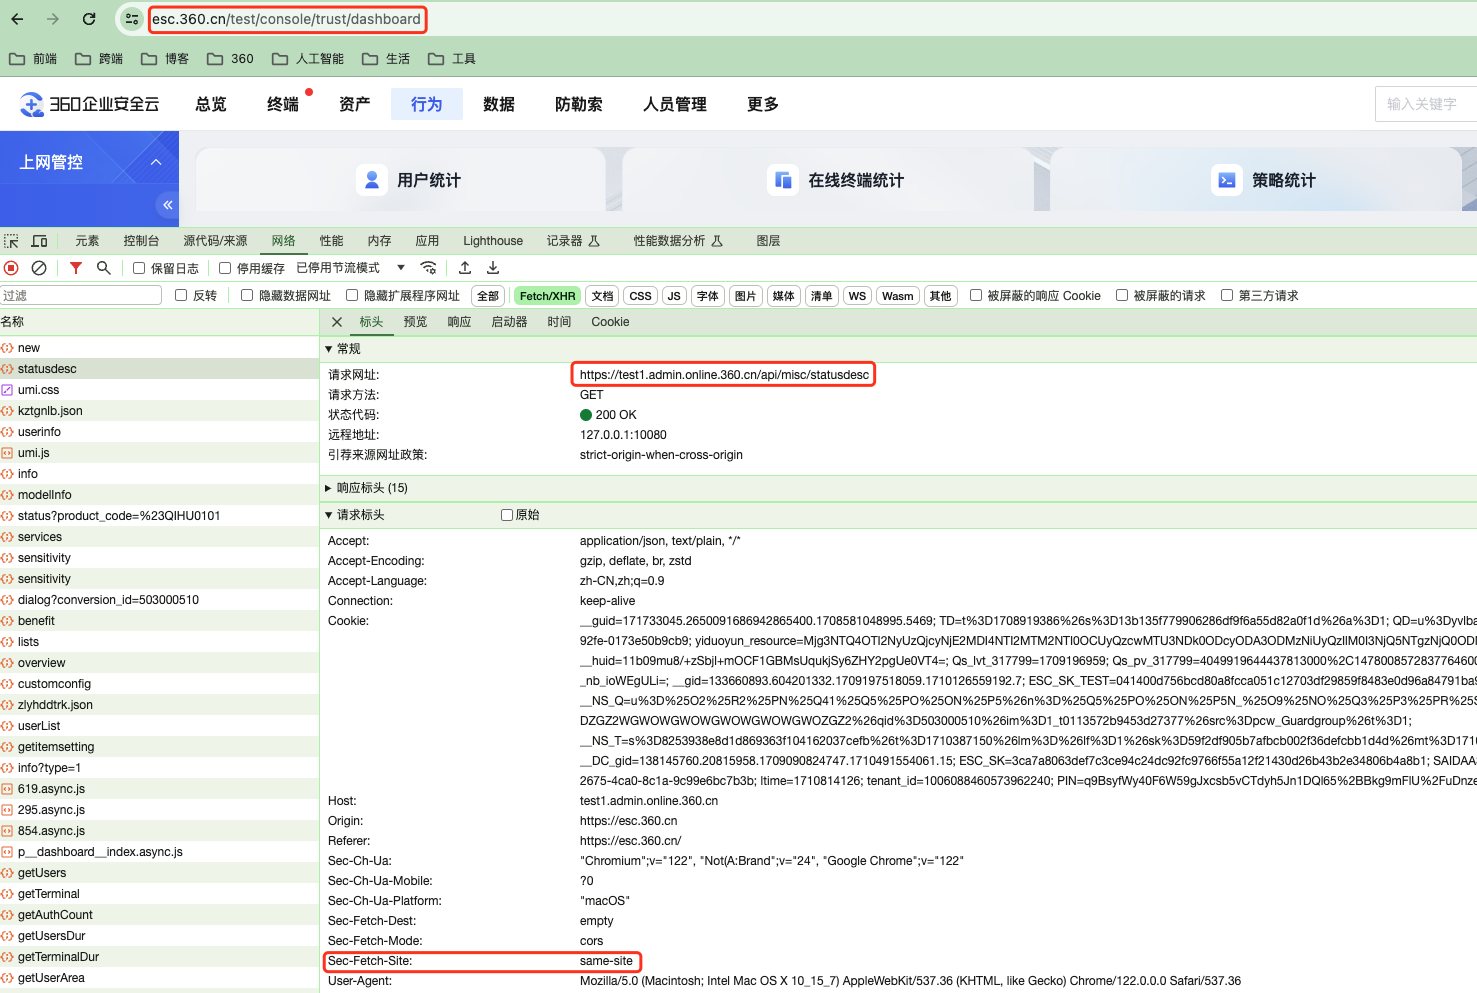 esc.360.cn/test/console/trust/dashboard
前端 跨端 博客 360 人工智能 生活 工具
360企业安全云 总览 终端 资产 行为 数据 防勒索 人员管理 更多 输入关键字
上网管控 用户统计 在线终端统计 策略统计
元素 控制台 源代码/来源 网络 性能 内存 应用 Lighthouse 记录器 性能数据分析 图层
保留日志 停用缓存 已停用节流模式
过滤 反转 隐藏数据网址 隐藏扩展程序网址 全部 Fetch/XHR 文档 CSS JS 字体 图片 媒体 清单 WS Wasm 其他 被屏蔽的响应 Cookie 被屏蔽的请求 第三方请求
名称
new
statusdesc
umi.css
kztgnlb.json
userinfo
umi.js
info
modelInfo
status?product_code=%23QIHU0101
services
sensitivity
sensitivity
dialog?conversion_id=503000510
benefit
lists
overview
customconfig
zlyhddtrk.json
userList
getitemsetting
info?type=1
619.async.js
295.async.js
854.async.js
p__dashboard__index.async.js
getUsers
getTerminal
getAuthCount
getUsersDur
getTerminalDur
getUserArea
标头 预览 响应 启动器 时间 Cookie
常规
请求网址: https://test1.admin.online.360.cn/api/misc/statusdesc
请求方法: GET
状态代码: 200 OK
远程地址: 127.0.0.1:10080
引荐来源网址政策: strict-origin-when-cross-origin
响应标头 (15)
请求标头 原始
Accept: application/json, text/plain, */*
Accept-Encoding: gzip, deflate, br, zstd
Accept-Language: zh-CN,zh;q=0.9
Connection: keep-alive
Cookie: __guid=171733045.2650091686942865400.1708581048995.5469; TD=t%3D1708919386%26s%3D13b135f779906286df9f6a55d82a0f1d%26a%3D1;
92fe-0173e50b9cb9;
__huid=11b09mu8/+zSbjI+mOCF1GBMsUqukjSy6ZHY2pgUe0VT4=; Qs_lvt_317799=1709196959; Qs_pv_317799=4049919644437813000%2C1478008572837764600
_nb_ioWEgULi=; __gid=133660893.604201332.1709197518059.1710126559192.7; ESC_SK_TEST=041400d756bcd80a8fcca051c12703df29859f8483e0d96a84791ba9
__NS_Q=u%3D%25O2%25R2%25PN%25Q41%25Q5%25PO%25ON%25P5%26n%3D%25Q5%25PO%25ON%25P5N_%25O9%25NO%25Q3%25P3%25PR%25S
DZGZ2WGWOWGWOWGWOWGWOWGWOZGZ2%26qid%3D503000510%26im%3D1_t0113572b9453d27377%26src%3Dpcw_Guardgroup%26t%3D1;
__NS_T=s%3D8253938e8d1d869363f104162037cefb%26t%3D1710387150%26lm%3D%26lf%3D1%26sk%3D59f2df905b7afbcb002f36defcbb1d4d%26mt%3D1710
__DC_gid=138145760.20815958.1709090824747.1710491554061.15; ESC_SK=3ca7a8063def7c3ce94c24dc92fc9766f55a12f21430d26b43b2e34806b4a8b1; SAIDAA
2675-4ca0-8c1a-9c99e6bc7b3b; ltime=1710814126; tenant_id=1006088460573962240;
Host: test1.admin.online.360.cn
Origin: https://esc.360.cn
Referer: https://esc.360.cn/
Sec-Ch-Ua: "Chromium";v="122", "Not(A:Brand";v="24", "Google Chrome";v="122"
Sec-Ch-Ua-Mobile: ?0
Sec-Ch-Ua-Platform: "macOS"
Sec-Fetch-Dest: empty
Sec-Fetch-Mode: cors
Sec-Fetch-Site: same-site
User-Agent: Mozilla/5.0 (Macintosh; Intel Mac OS X 10_15_7) AppleWebKit/537.36 (KHTML, like Gecko) Chrome/122.0.0.0 Safari/537.36